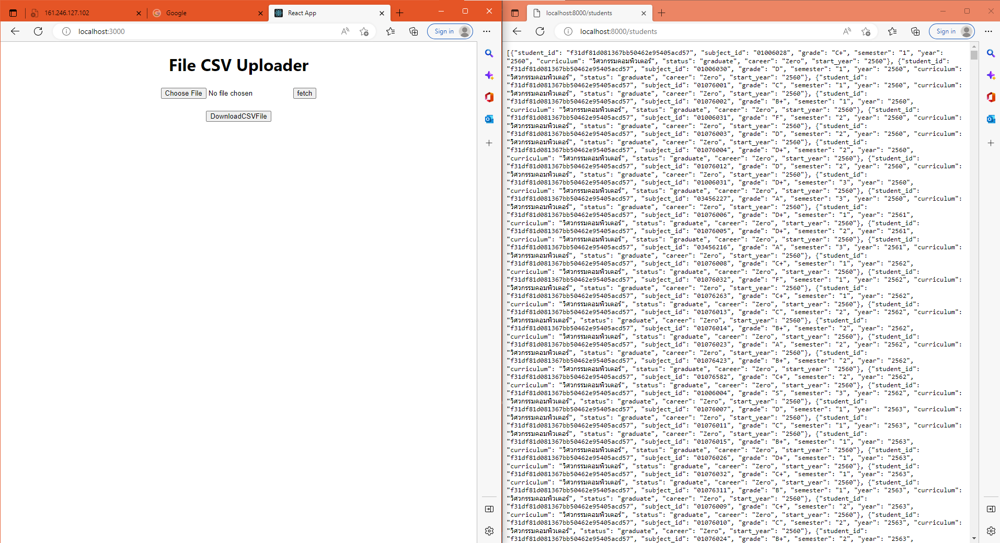 161.246.127.102
Google
React App
localhost:3000
Sign in
File CSV Uploader
Choose File No file chosen fetch
DownloadCSVFile
localhost:8000/students
localhost:8000/students
Sign in
[{"student_id": "f31df81d081367bb50462e95405acd57", "subject_id": "01006028", "grade": "C+", "semester": "1", "year":
"2560", "curriculum": "วิศวกรรมคอมพิวเตอร์", "status": "graduate", "career": "Zero", "start_year": "2560"}, {"student_id":
"f31df81d081367bb50462e95405acd57", "subject_id": "01006030", "grade": "D", "semester": "1", "year": "2560", "curriculum":
"วิศวกรรมคอมพิวเตอร์", "status": "graduate", "career": "Zero", "start_year": "2560"}, {"student_id":
"f31df81d081367bb50462e95405acd57", "subject_id": "01076001", "grade": "C", "semester": "1", "year": "2560", "curriculum":
"วิศวกรรมคอมพิวเตอร์", "status": "graduate", "career": "Zero", "start_year": "2560"}, {"student_id":
"f31df81d081367bb50462e95405acd57", "subject_id": "01076002", "grade": "B+", "semester": "1", "year": "2560",
"curriculum": "วิศวกรรมคอมพิวเตอร์", "status": "graduate", "career": "Zero", "start_year": "2560"}, {"student_id":
"f31df81d081367bb50462e95405acd57", "subject_id": "01006031", "grade": "F", "semester": "2", "year": "2560", "curriculum":
"วิศวกรรมคอมพิวเตอร์", "status": "graduate", "career": "Zero", "start_year": "2560"}, {"student_id":
"f31df81d081367bb50462e95405acd57", "subject_id": "01076003", "grade": "D", "semester": "2", "year": "2560", "curriculum":
"วิศวกรรมคอมพิวเตอร์", "status": "graduate", "career": "Zero", "start_year": "2560"}, {"student_id":
"f31df81d081367bb50462e95405acd57", "subject_id": "01076004", "grade": "D+", "semester": "2", "year": "2560",
"curriculum": "วิศวกรรมคอมพิวเตอร์", "status": "graduate", "career": "Zero", "start_year": "2560"}, {"student_id":
"f31df81d081367bb50462e95405acd57", "subject_id": "01076012", "grade": "D", "semester": "2", "year": "2560", "curriculum":
"วิศวกรรมคอมพิวเตอร์", "status": "graduate", "career": "Zero", "start_year": "2560"}, {"student_id":
"f31df81d081367bb50462e95405acd57", "subject_id": "01006031", "grade": "D+", "semester": "3", "year": "2560",
"curriculum": "วิศวกรรมคอมพิวเตอร์", "status": "graduate", "career": "Zero", "start_year": "2560"}, {"student_id":
"f31df81d081367bb50462e95405acd57", "subject_id": "03456227", "grade": "A", "semester": "3", "year": "2560", "curriculum":
"วิศวกรรมคอมพิวเตอร์", "status": "graduate", "career": "Zero", "start_year": "2560"}, {"student_id":
"f31df81d081367bb50462e95405acd57", "subject_id": "01076006", "grade": "D+", "semester": "1", "year": "2561",
"curriculum": "วิศวกรรมคอมพิวเตอร์", "status": "graduate", "career": "Zero", "start_year": "2560"}, {"student_id":
"f31df81d081367bb50462e95405acd57", "subject_id": "01076005", "grade": "D+", "semester": "2", "year": "2561",
"curriculum": "วิศวกรรมคอมพิวเตอร์", "status": "graduate", "career": "Zero", "start_year": "2560"}, {"student_id":
"f31df81d081367bb50462e95405acd57", "subject_id": "03456216", "grade": "A", "semester": "3", "year": "2561", "curriculum":
"วิศวกรรมคอมพิวเตอร์", "status": "graduate", "career": "Zero", "start_year": "2560"}, {"student_id":
"f31df81d081367bb50462e95405acd57", "subject_id": "01076008", "grade": "C+", "semester": "1", "year": "2562",
"curriculum": "วิศวกรรมคอมพิวเตอร์", "status": "graduate", "career": "Zero", "start_year": "2560"}, {"student_id":
"f31df81d081367bb50462e95405acd57", "subject_id": "01076032", "grade": "F", "semester": "1", "year": "2562", "curriculum":
"วิศวกรรมคอมพิวเตอร์", "status": "graduate", "career": "Zero", "start_year": "2560"}, {"student_id":
"f31df81d081367bb50462e95405acd57", "subject_id": "01076263", "grade": "C+", "semester": "1", "year": "2562",
"curriculum": "วิศวกรรมคอมพิวเตอร์", "status": "graduate", "career": "Zero", "start_year": "2560"}, {"student_id":
"f31df81d081367bb50462e95405acd57", "subject_id": "01076013", "grade": "C", "semester": "2", "year": "2562", "curriculum":
"วิศวกรรมคอมพิวเตอร์", "status": "graduate", "career": "Zero", "start_year": "2560"}, {"student_id":
"f31df81d081367bb50462e95405acd57", "subject_id": "01076014", "grade": "B+", "semester": "2", "year": "2562",
"curriculum": "วิศวกรรมคอมพิวเตอร์", "status": "graduate", "career": "Zero", "start_year": "2560"}, {"student_id":
"f31df81d081367bb50462e95405acd57", "subject_id": "01076023", "grade": "A", "semester": "2", "year": "2562", "curriculum":
"วิศวกรรมคอมพิวเตอร์", "status": "graduate", "career": "Zero", "start_year": "2560"}, {"student_id":
"f31df81d081367bb50462e95405acd57", "subject_id": "01076423", "grade": "B+", "semester": "2", "year": "2562",
"curriculum": "วิศวกรรมคอมพิวเตอร์", "status": "graduate", "career": "Zero", "start_year": "2560"}, {"student_id":
"f31df81d081367bb50462e95405acd57", "subject_id": "01076582", "grade": "C+", "semester": "2", "year": "2562",
"curriculum": "วิศวกรรมคอมพิวเตอร์", "status": "graduate", "career": "Zero", "start_year": "2560"}, {"student_id":
"f31df81d081367bb50462e95405acd57", "subject_id": "01006004", "grade": "S", "semester": "3", "year": "2562", "curriculum":
"วิศวกรรมคอมพิวเตอร์", "status": "graduate", "career": "Zero", "start_year": "2560"}, {"student_id":
"f31df81d081367bb50462e95405acd57", "subject_id": "01076007", "grade": "D", "semester": "1", "year": "2563", "curriculum":
"วิศวกรรมคอมพิวเตอร์", "status": "graduate", "career": "Zero", "start_year": "2560"}, {"student_id":
"f31df81d081367bb50462e95405acd57", "subject_id": "01076011", "grade": "C", "semester": "1", "year": "2563", "curriculum":
"วิศวกรรมคอมพิวเตอร์", "status": "graduate", "career": "Zero", "start_year": "2560"}, {"student_id":
"f31df81d081367bb50462e95405acd57", "subject_id": "01076015", "grade": "B+", "semester": "1", "year": "2563",
"curriculum": "วิศวกรรมคอมพิวเตอร์", "status": "graduate", "career": "Zero", "start_year": "2560"}, {"student_id":
"f31df81d081367bb50462e95405acd57", "subject_id": "01076026", "grade": "D+", "semester": "1", "year": "2563",
"curriculum": "วิศวกรรมคอมพิวเตอร์", "status": "graduate", "career": "Zero", "start_year": "2560"}, {"student_id":
"f31df81d081367bb50462e95405acd57", "subject_id": "01076032", "grade": "C+", "semester": "1", "year": "2563",
"curriculum": "วิศวกรรมคอมพิวเตอร์", "status": "graduate", "career": "Zero", "start_year": "2560"}, {"student_id":
"f31df81d081367bb50462e95405acd57", "subject_id": "01076311", "grade": "B", "semester": "1", "year": "2563", "curriculum":
"วิศวกรรมคอมพิวเตอร์", "status": "graduate", "career": "Zero", "start_year": "2560"}, {"student_id":
"f31df81d081367bb50462e95405acd57", "subject_id": "01076009", "grade": "C+", "semester": "2", "year": "2563",
"curriculum": "วิศวกรรมคอมพิวเตอร์", "status": "graduate", "career": "Zero", "start_year": "2560"}, {"student_id":
"f31df81d081367bb50462e95405acd57", "subject_id": "01076010", "grade": "C", "semester": "2", "year": "2563", "curriculum":
"วิศวกรรมคอมพิวเตอร์", "status": "graduate", "career": "Zero", "start_year": "2560"}, {"student_id":
"f31df81d081367bb50462e95405acd57", "subject_id": "01076024", "grade": "B+", "semester": "2", "year": "2563",